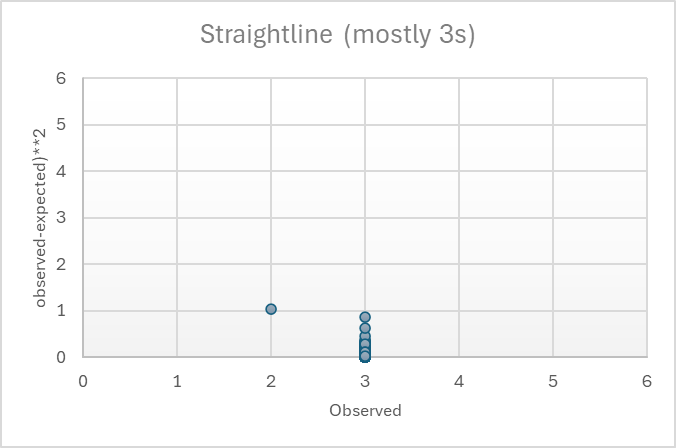 Straightline (mostly 3s)
6
5
4
3
2
1
0
observed-expected)**2
0 1 2 3 4 5 6
Observed